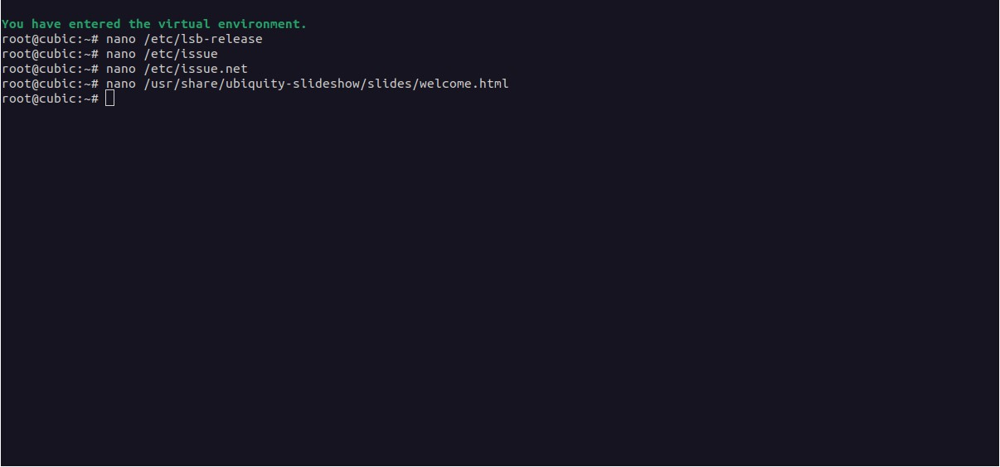 You have entered the virtual environment.
root@cubic:~# nano /etc/lsb-release
root@cubic:~# nano /etc/issue
root@cubic:~# nano /etc/issue.net
root@cubic:~# nano /usr/share/ubiquity-slideshow/slides/welcome.html
root@cubic:~#